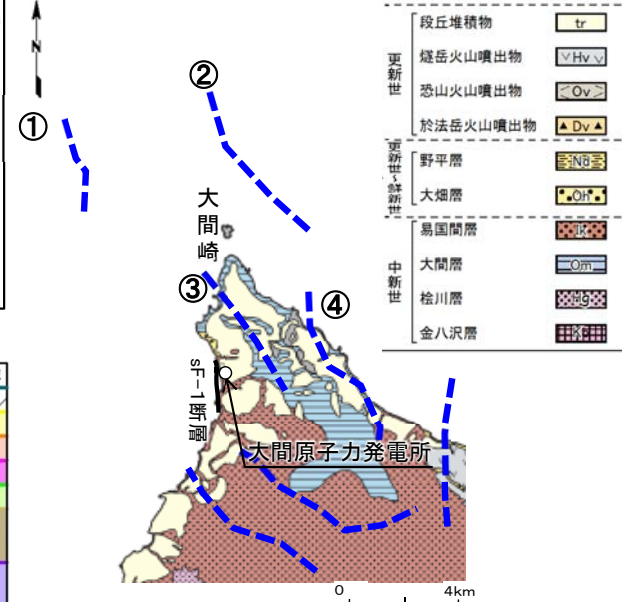 N
①
②
③
④
大間崎
sF-1断層
大間原子力発電所
0 4km
更新世
段丘堆積物 tr
燧岳火山噴出物 Hv
恐山火山噴出物 Ov
於法岳火山噴出物 Dv
更新世~鮮新世
野平層 Nd
大畑層 Oh
中新世
易国間層 Ik
大間層 Om
桧川層 Hg
金八沢層